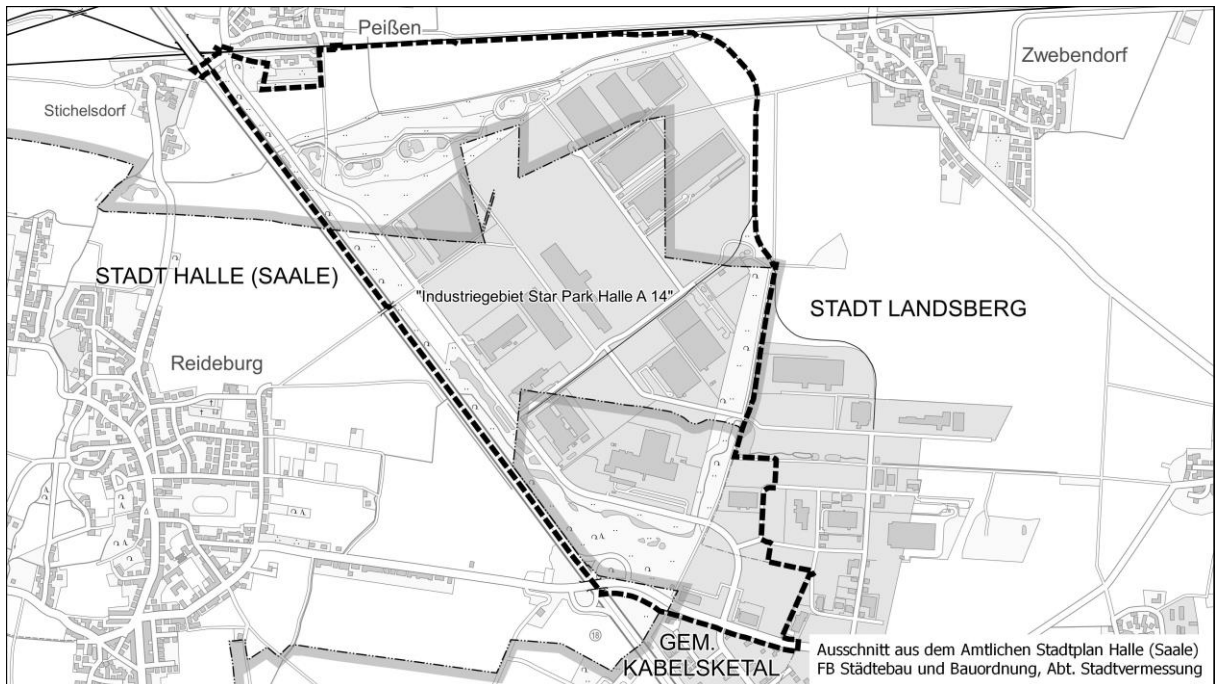 Peißen
Zwebendorf
Stichelsdorf
STADT HALLE (SAALE)
"Industriegebiet Star Park Halle A 14"
STADT LANDSBERG
Reideburg
A
A
A
A
A.
18
GEM.
KABELSKETAL
Ausschnitt aus dem Amtlichen Stadtplan Halle (Saale)
FB Städtebau und Bauordnung, Abt. Stadtvermessung